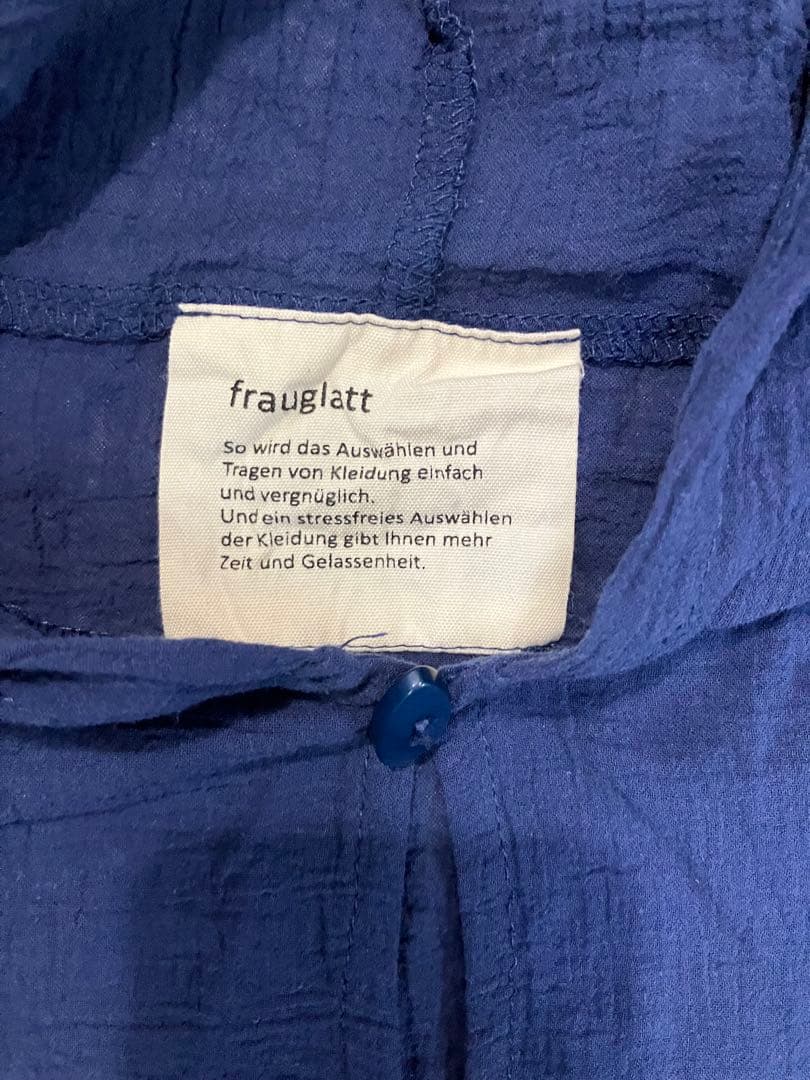 frauglatt
So wird das Auswählen und
Tragen von Kleidung einfach
und vergnüglich.
Und ein stressfreies Auswählen
der Kleidung gibt Ihnen mehr
Zeit und Gelassenheit.